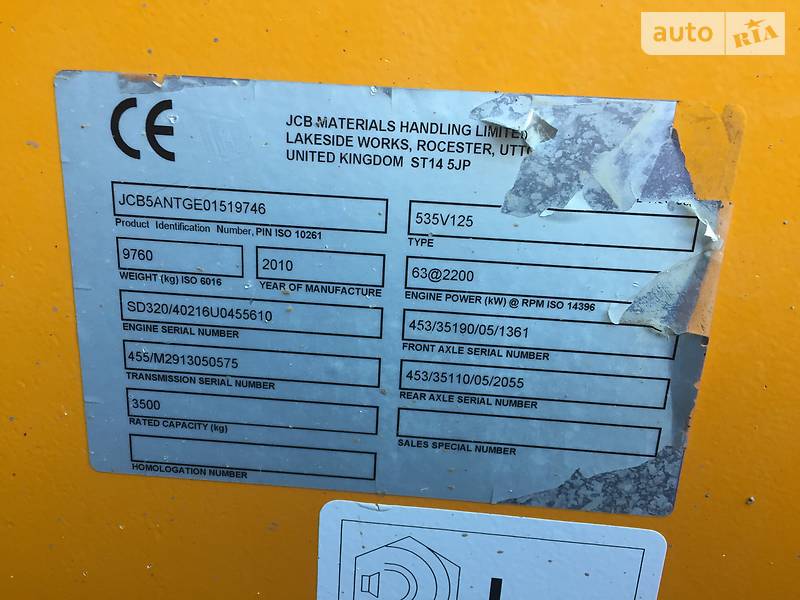 auto RIA
CE
JCB MATERIALS HANDLING LIMITED
LAKESIDE WORKS, ROCESTER,
UNITED KINGDOM ST14 5JP
JCB5ANTGE01519746
Product Identification Number, PIN ISO 10261
535V125
TYPE
9760
WEIGHT (kg) ISO 6016
2010
YEAR OF MANUFACTURE
63@2200
ENGINE POWER (kW) @ RPM ISO 14396
SD320/40216U0455610
ENGINE SERIAL NUMBER
453/35190/05/1361
FRONT AXLE SERIAL NUMBER
455/M2913050575
TRANSMISSION SERIAL NUMBER
453/35110/05/2055
REAR AXLE SERIAL NUMBER
3500
RATED CAPACITY (kg)
SALES SPECIAL NUMBER
HOMOLOGATION NUMBER